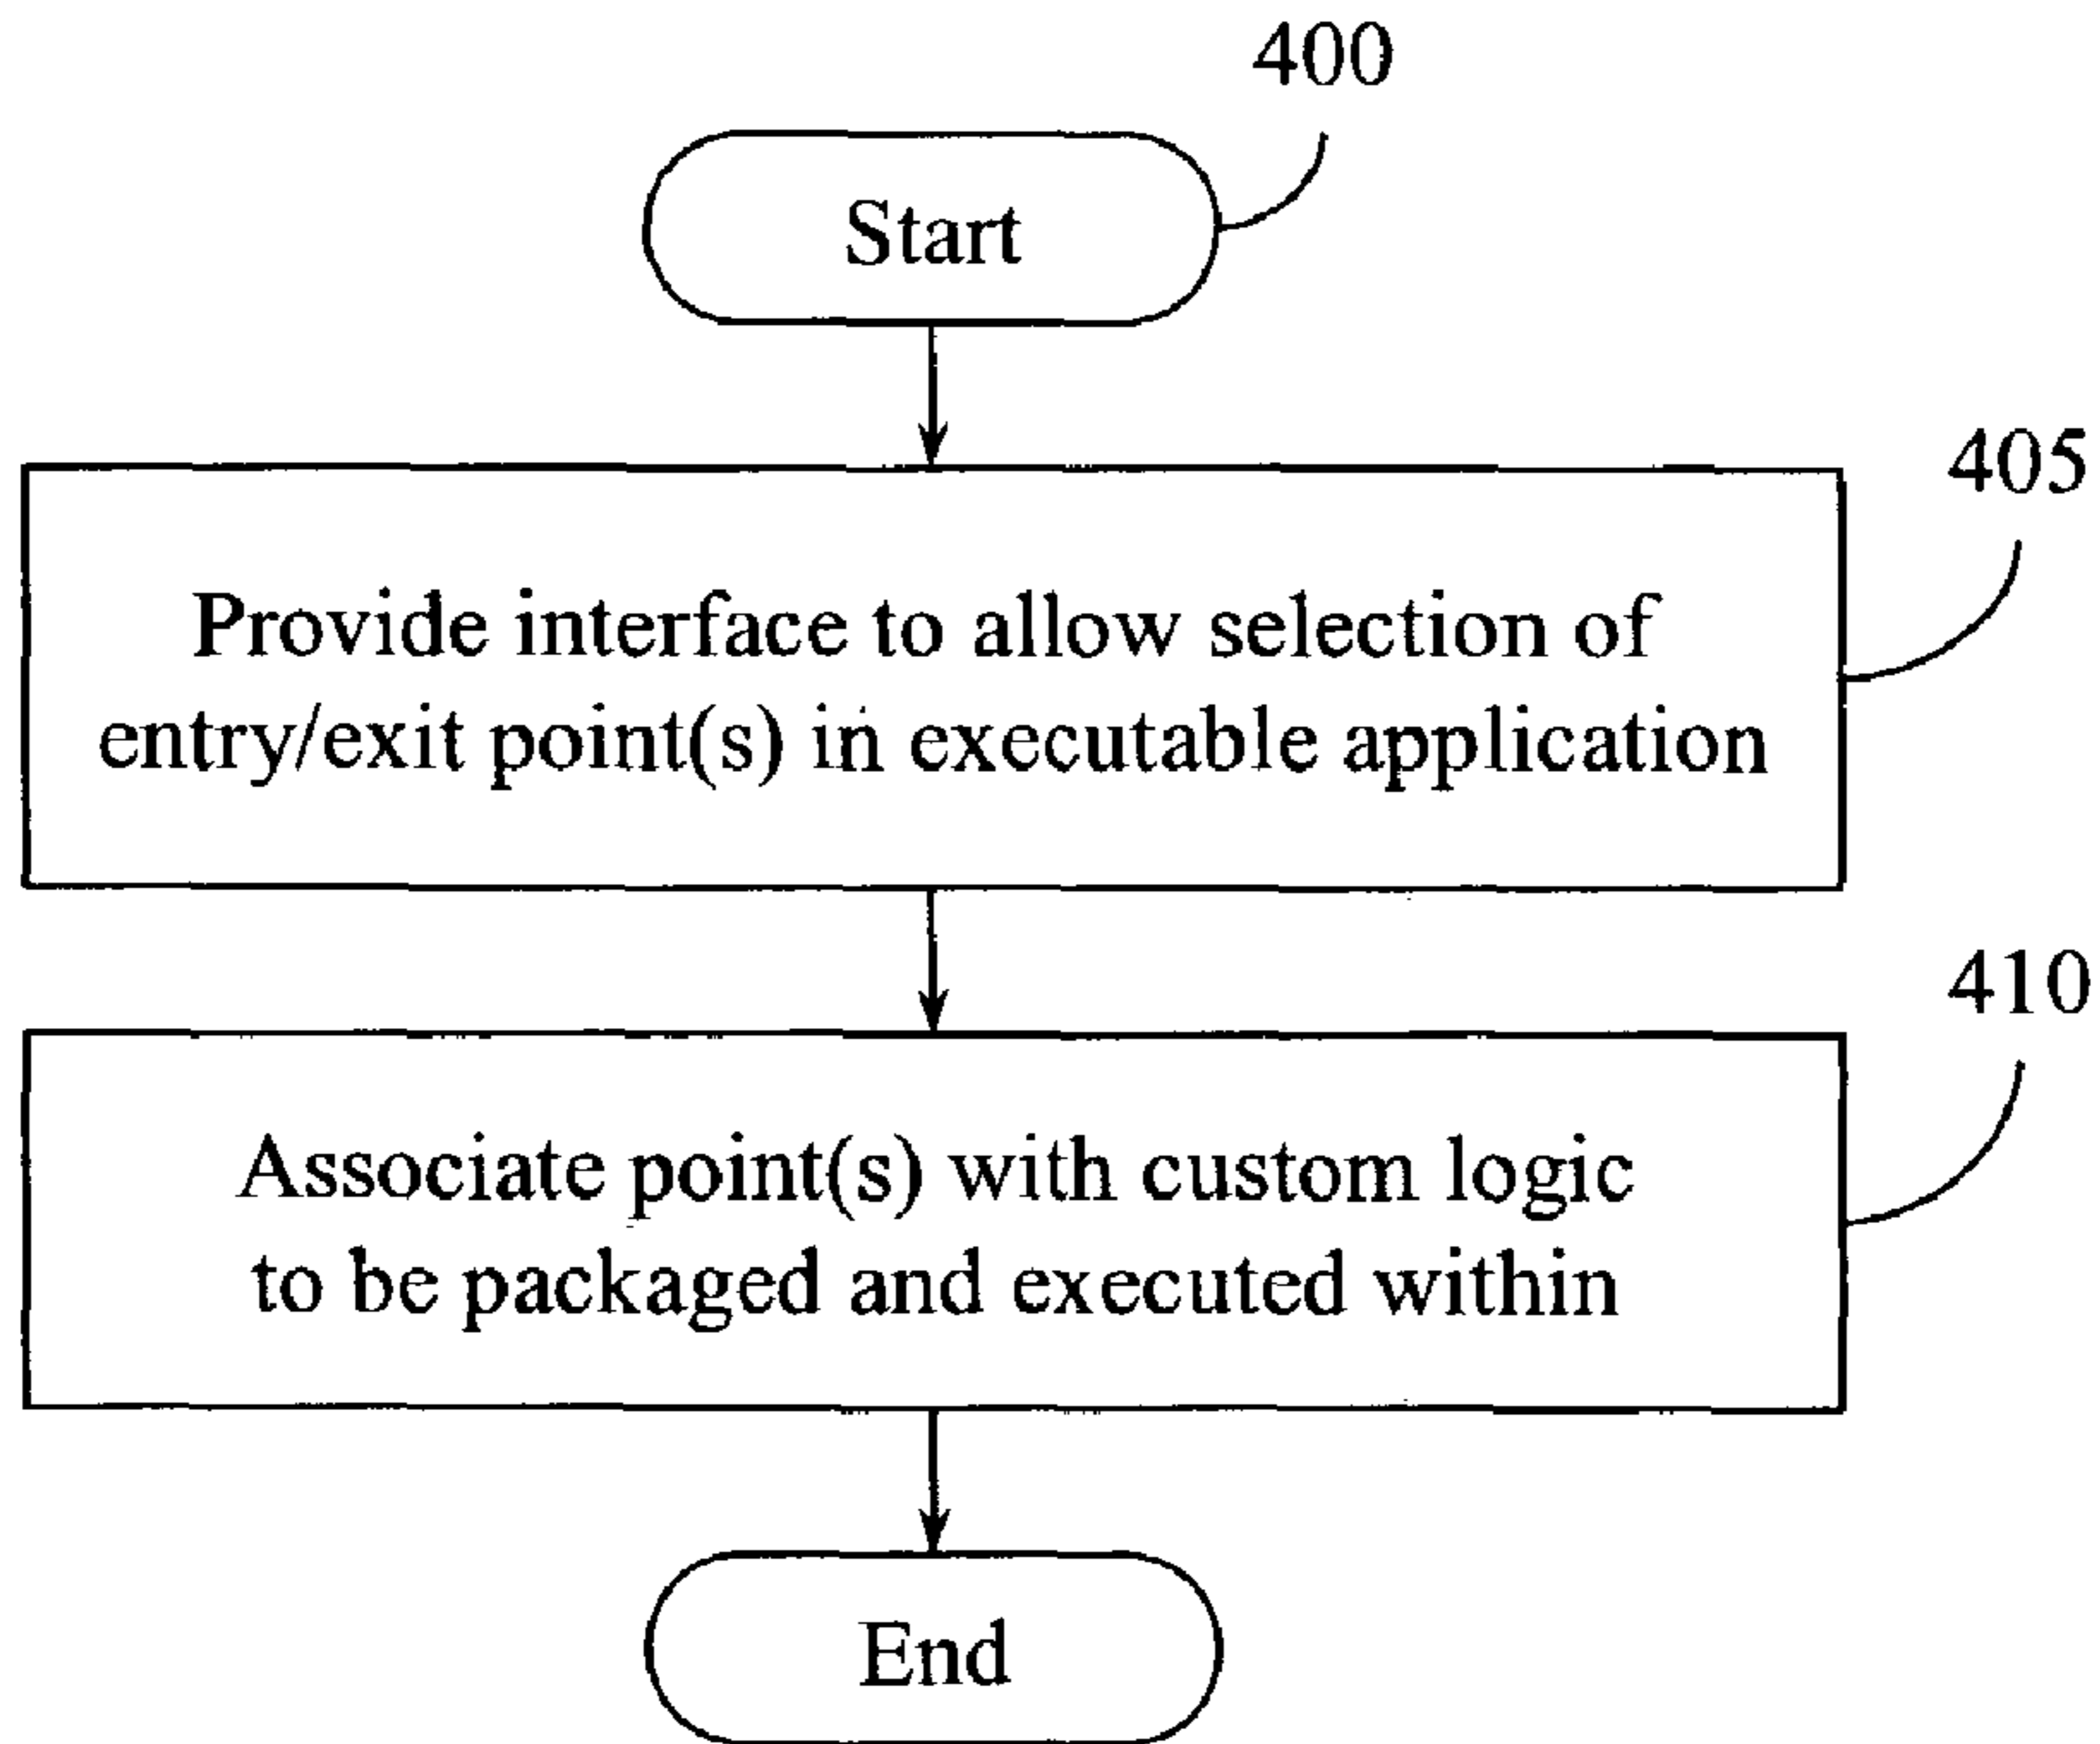 400
Start
405
Provide interface to allow selection of
entry/exit point(s) in executable application
410
Associate point(s) with custom logic
to be packaged and executed within
End